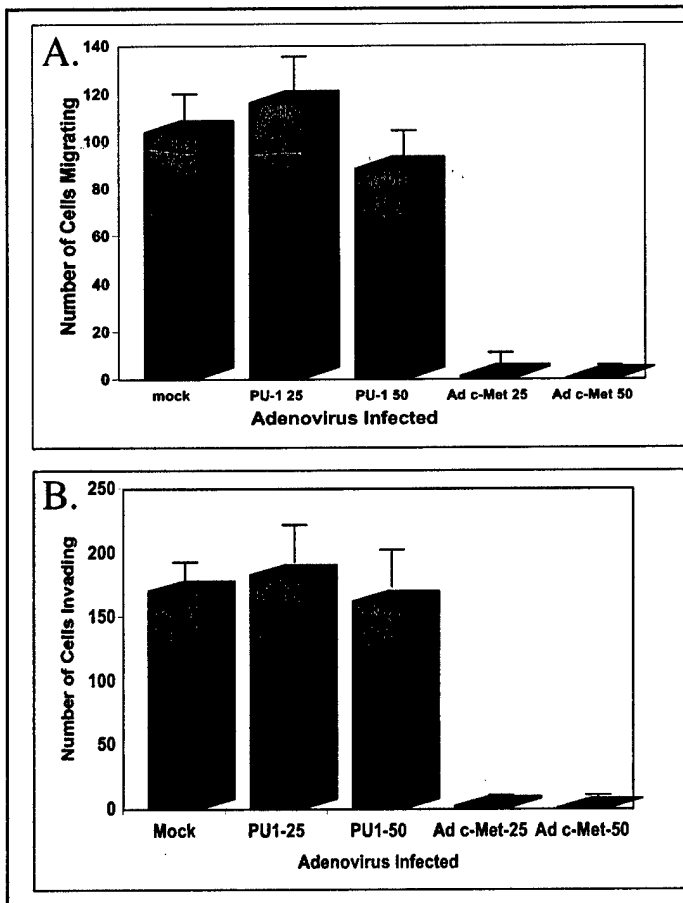 A.
140
120
100
80
60
40
20
0
Number of Cells Migrating
mock PU-1 25 PU-1 50 Ad c-Met 25 Ad c-Met 50
Adenovirus Infected
B.
250
200
150
100
50
0
Number of Cells Invading
Mock PU1-25 PU1-50 Ad c-Met-25 Ad c-Met-50
Adenovirus Infected